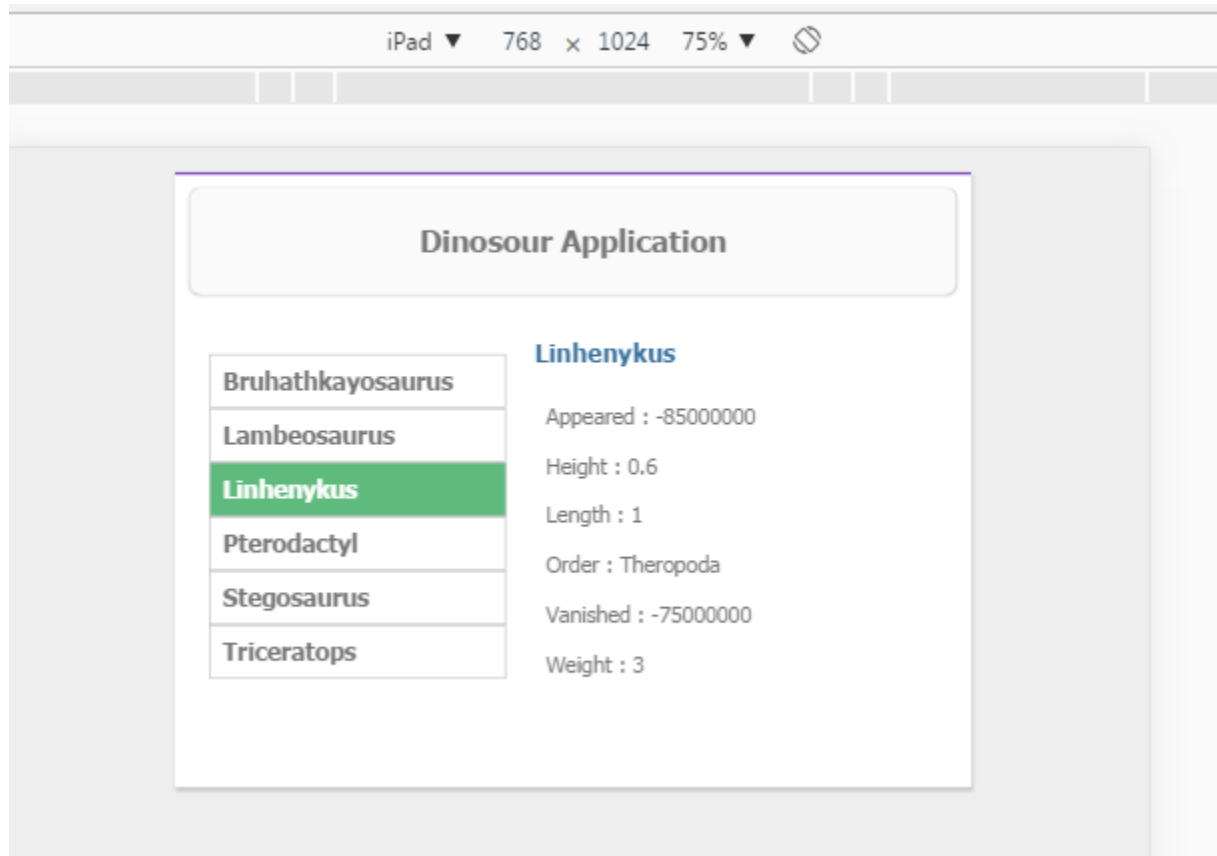 iPad ▼ 768 × 1024 75% ▼
Dinosour Application
Bruhathkayosaurus
Lambeosaurus
Linhenykus
Pterodactyl
Stegosaurus
Triceratops
Linhenykus
Appeared : -85000000
Height : 0.6
Length : 1
Order : Theropoda
Vanished : -75000000
Weight : 3